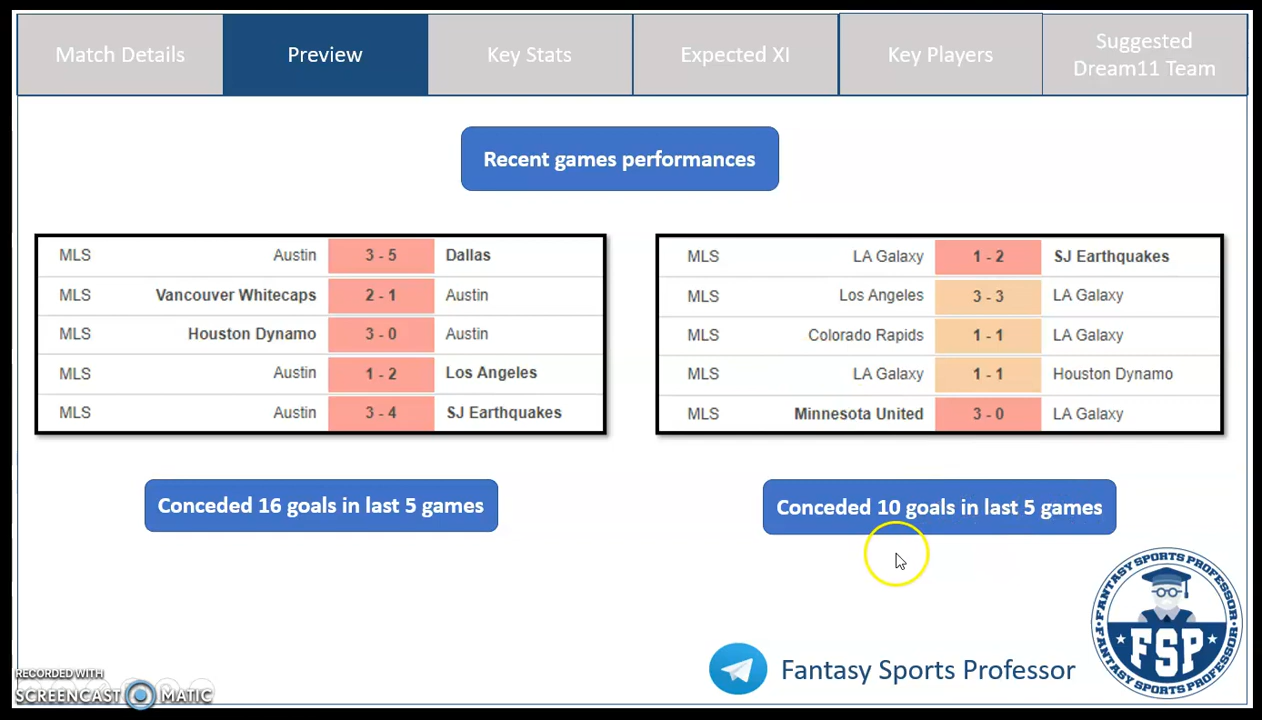 Match Details
Preview
Key Stats
Expected XI
Key Players
Suggested
Dream11 Team
Recent games performances
MLS Austin 3 - 5 Dallas
MLS Vancouver Whitecaps 2 - 1 Austin
MLS Houston Dynamo 3 - 0 Austin
MLS Austin 1 - 2 Los Angeles
MLS Austin 3 - 4 SJ Earthquakes
MLS LA Galaxy 1 - 2 SJ Earthquakes
MLS Los Angeles 3 - 3 LA Galaxy
MLS Colorado Rapids 1 - 1 LA Galaxy
MLS LA Galaxy 1 - 1 Houston Dynamo
MLS Minnesota United 3 - 0 LA Galaxy
Conceded 16 goals in last 5 games
Conceded 10 goals in last 5 games
FANTASY SPORTS PROFESSOR
FSP
FANTASY SPORTS PROFESSOR
Fantasy Sports Professor
RECORDED WITH
SCREENCAST MATIC